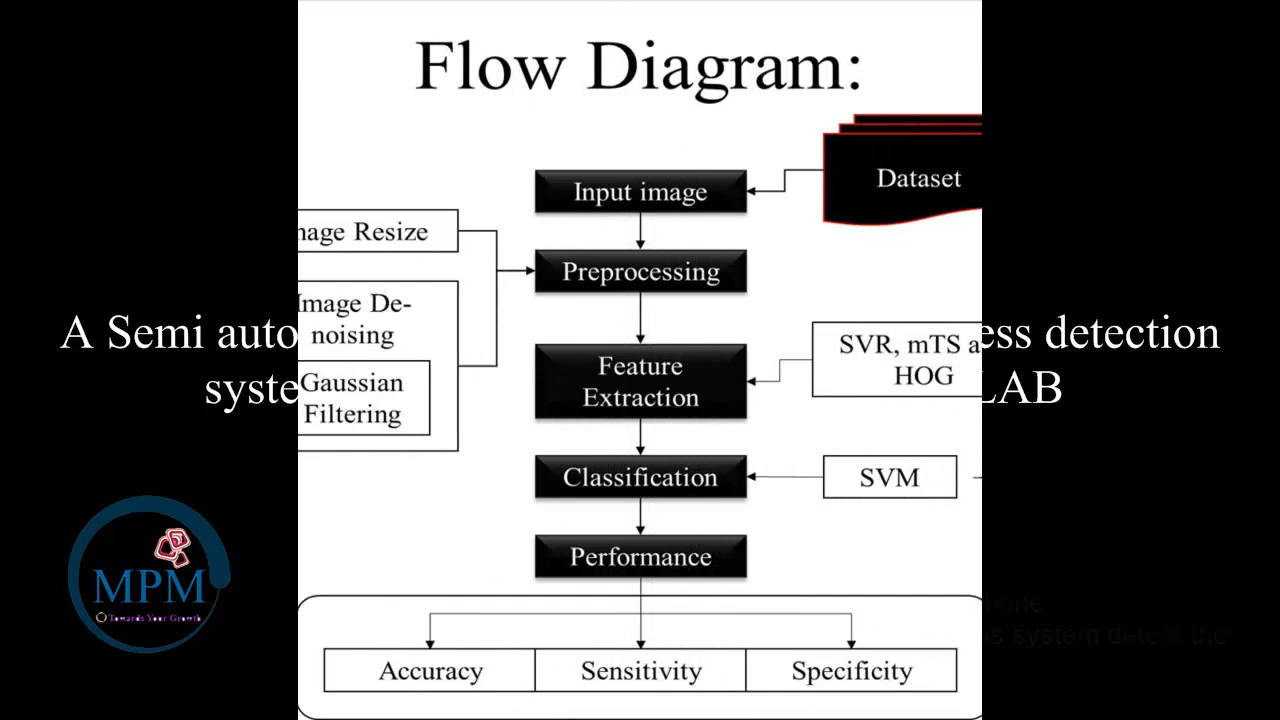 Flow Diagram:
Dataset
Input image
mage Resize
Preprocessing
Image De-
noising
Gaussian
Filtering
Feature
Extraction
SVR, mTS a
HOG
Classification
SVM
Performance
Accuracy Sensitivity Specificity
A Semi auto ess detection
syste LAB
MPM
Towards Your Growth